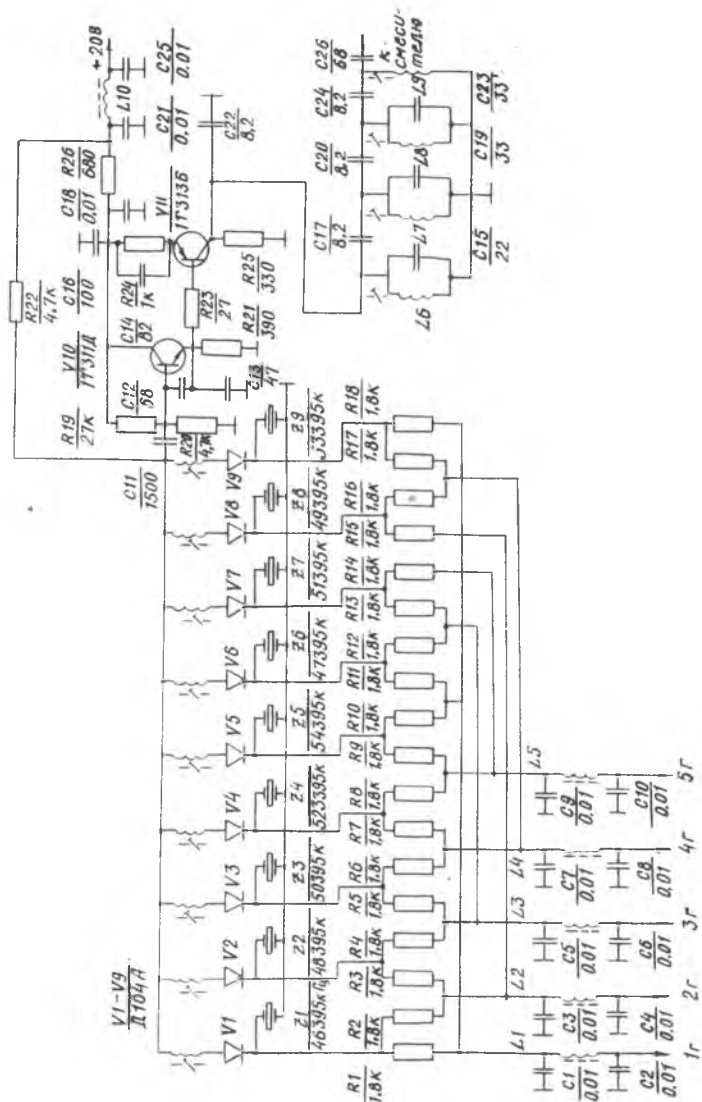 +20В
L10
C25
0.01
C21
0,01
R26
680
C18
0,01
V11
1Т313Б
C22
8,2
R22
4,7к
C16
100
R24
1к
R25
330
R23
27
V10
1Т311Д
C14
82
R21
390
C12
68
C13
47
R19
27к
R20
C11
1500
C26
68
к
смеси-
телю
C24
8,2
L9
C23
33
C20
8,2
L8
C19
33
C17
8,2
L7
C15
22
L6
V1-V9
Д104А
V9
V8
V7
V6
V5
V4
V3
V2
V1
Z9
Z8
49395к
Z7
51395к
Z6
47395к
Z5
54395к
Z4
523395к
Z3
50395к
Z2
48395к
Z1
R18
1.8к
R17
1.8к
R16
1,8к
R15
1.8к
R14
1.8к
R13
1.8к
R12
1.8к
R11
1,8к
R10
1,8к
R9
1.8к
R8
1.8к
R7
1.8к
R6
1.8к
R5
1.8к
R4
1.8к
R3
1.8к
R2
1.8к
R1
1.8к
L5
C9
0.01
C10
0.01
5г
L4
C7
0.01
C8
0.01
4г
L3
C5
0.01
C6
0.01
3г
L2
C3
0.01
C4
0.01
2г
L1
C1
0.01
C2
0.01
1г